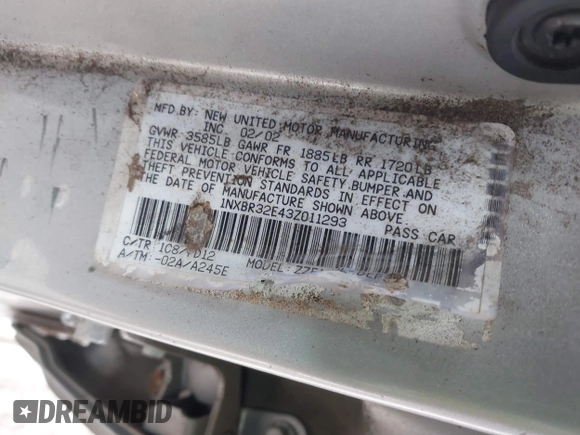 MFD BY: NEW UNITED MOTOR MANUFACTURING
INC 02/02
GVWR 3585LB GAWR FR 1885LB RR 1720LB
THIS VEHICLE CONFORMS TO ALL APPLICABLE
FEDERAL MOTOR VEHICLE SAFETY, BUMPER AND
THEFT PREVENTION STANDARDS IN EFFECT ON
THE DATE OF MANUFACTURE SHOWN ABOVE.
1NXBR32E43Z011293 PASS CAR
C/TR: 1C8/ D12 MODEL:
A/TM: -02A/A245E
DREAMBID